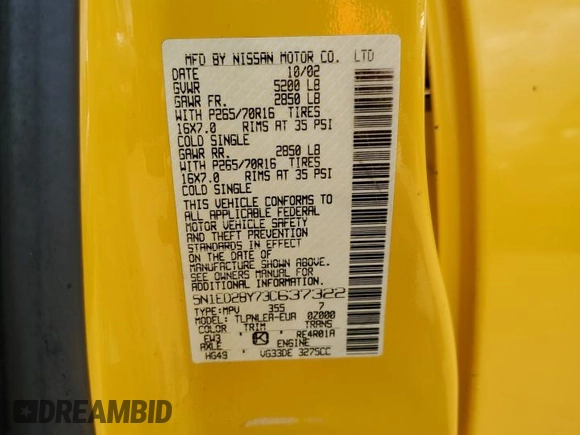 MFD BY NISSAN MOTOR CO. LTD
DATE 10/02
GVWR 5200 LB
GAWR FR. 2850 LB
WITH P265/70R16 TIRES
16X7.0 RIMS AT 35 PSI
COLD SINGLE
GAWR RR. 2850 LB
WITH P265/70R16 TIRES
16X7.0 RIMS AT 35 PSI
COLD SINGLE
THIS VEHICLE CONFORMS TO
ALL APPLICABLE FEDERAL
MOTOR VEHICLE SAFETY
AND THEFT PREVENTION
STANDARDS IN EFFECT
ON THE DATE OF
MANUFACTURE SHOWN ABOVE.
SEE OWNERS MANUAL FOR
ADDITIONAL INFORMATION
5N1ED28Y73C637322
TYPE:MPV 355 7
MODEL: TLPNLEA-EUA 0Z000
COLOR TRIM TRANS
EW3 K RE4R01A
AXLE ENGINE
HG49 VG33DE 3275CC
DREAMBID